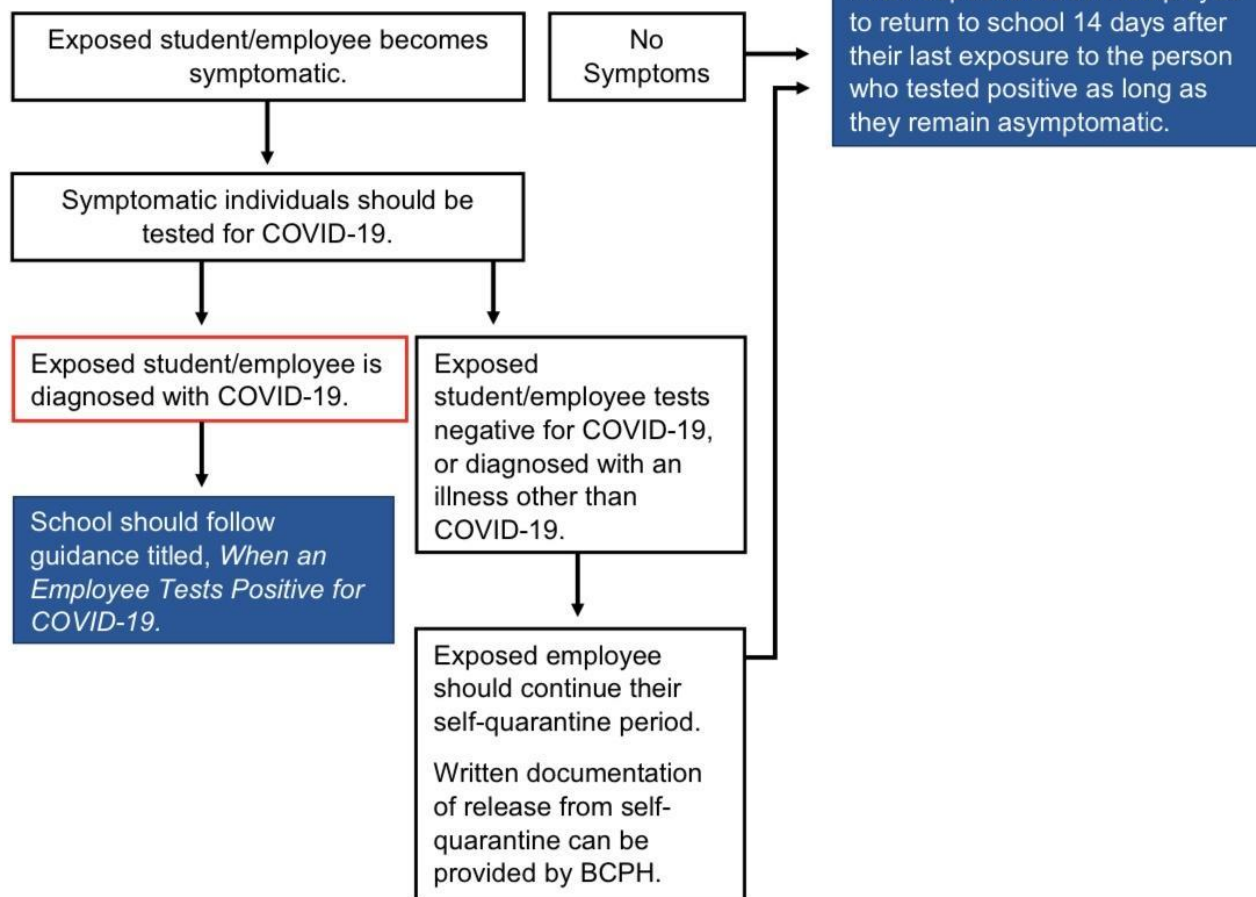 Exposed student/employee becomes
symptomatic.
No
Symptoms
to return to school 14 days after
their last exposure to the person
who tested positive as long as
they remain asymptomatic.
Symptomatic individuals should be
tested for COVID-19.
Exposed student/employee is
diagnosed with COVID-19.
Exposed
student/employee tests
negative for COVID-19,
or diagnosed with an
illness other than
COVID-19.
School should follow
guidance titled, When an
Employee Tests Positive for
COVID-19.
Exposed employee
should continue their
self-quarantine period.
Written documentation
of release from self-
quarantine can be
provided by BCPH.